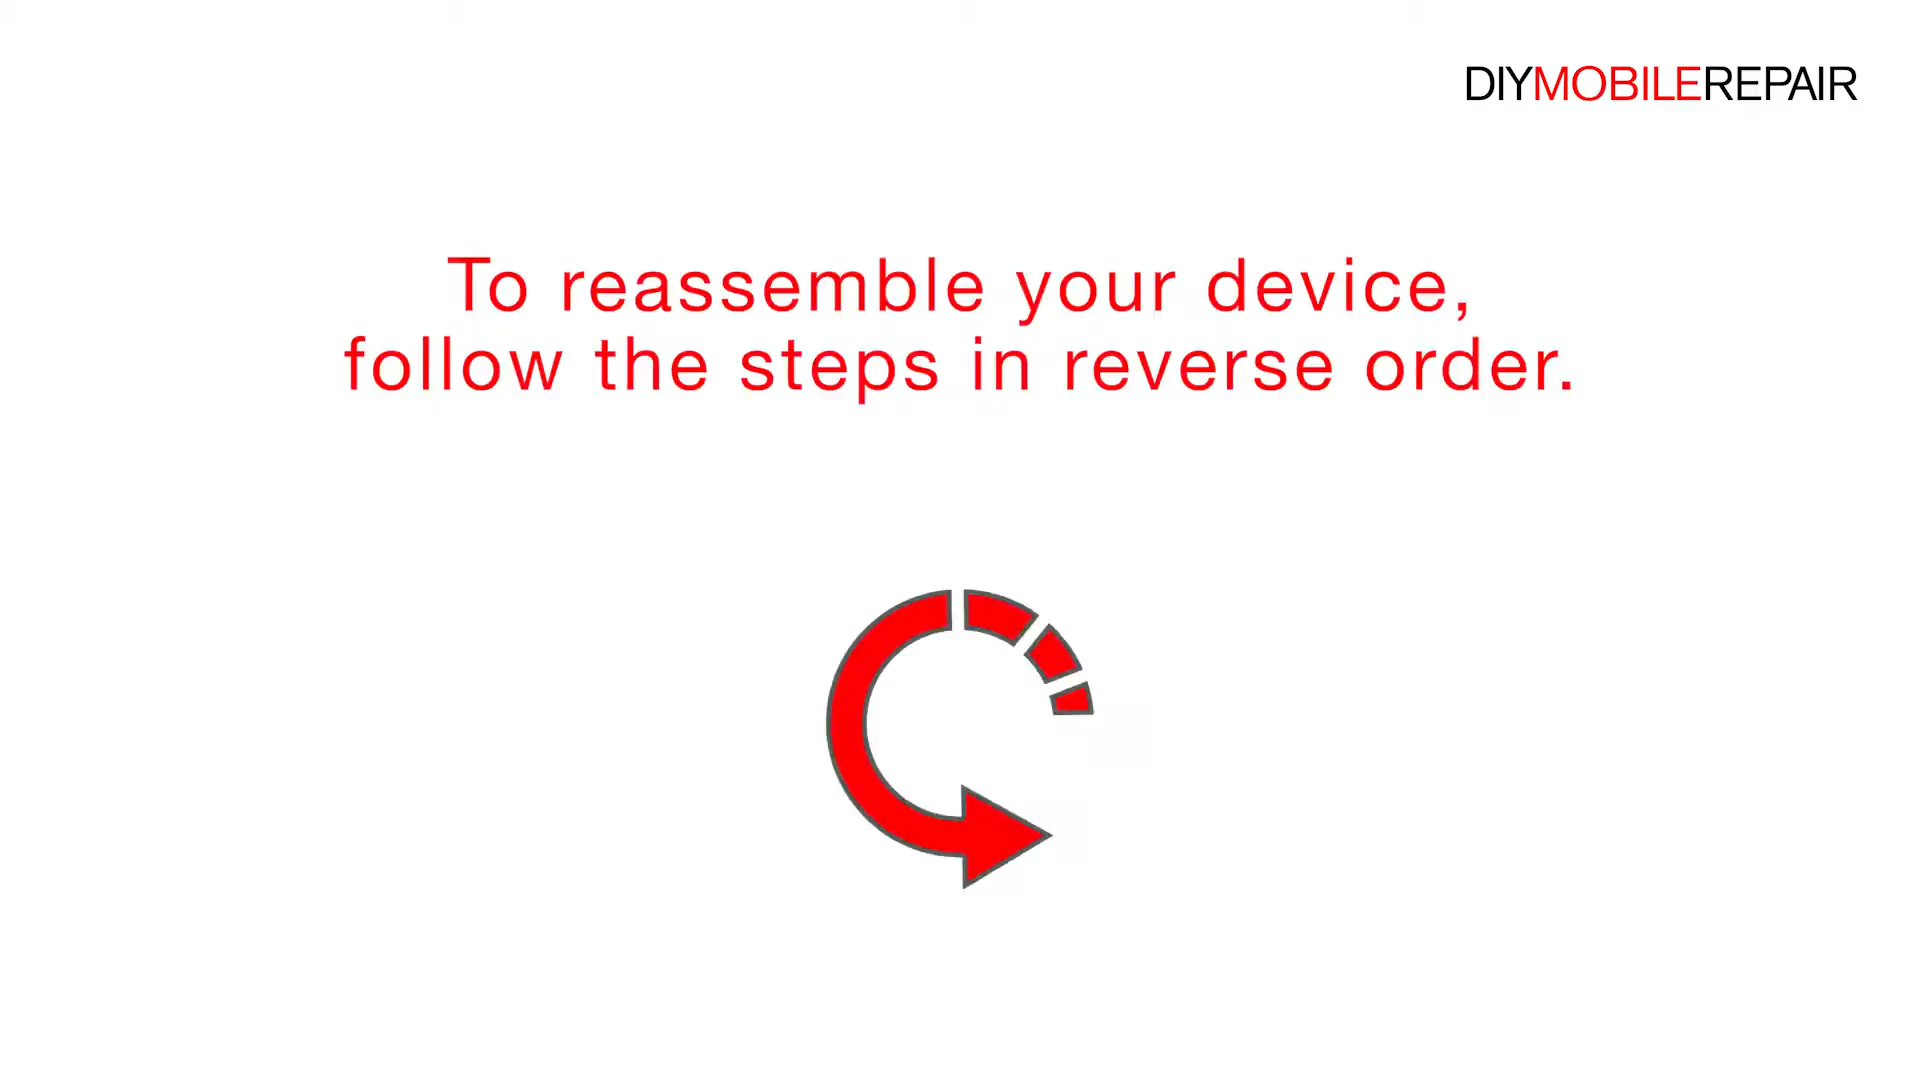 DIYMOBILEREPAIR
To reassemble your device,
follow the steps in reverse order.